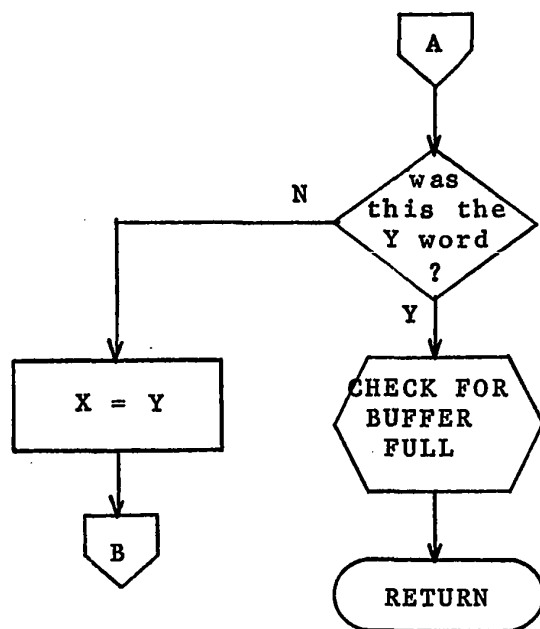 A
was
this the
Y word
?
N
Y
X = Y
CHECK FOR
BUFFER
FULL
B
RETURN